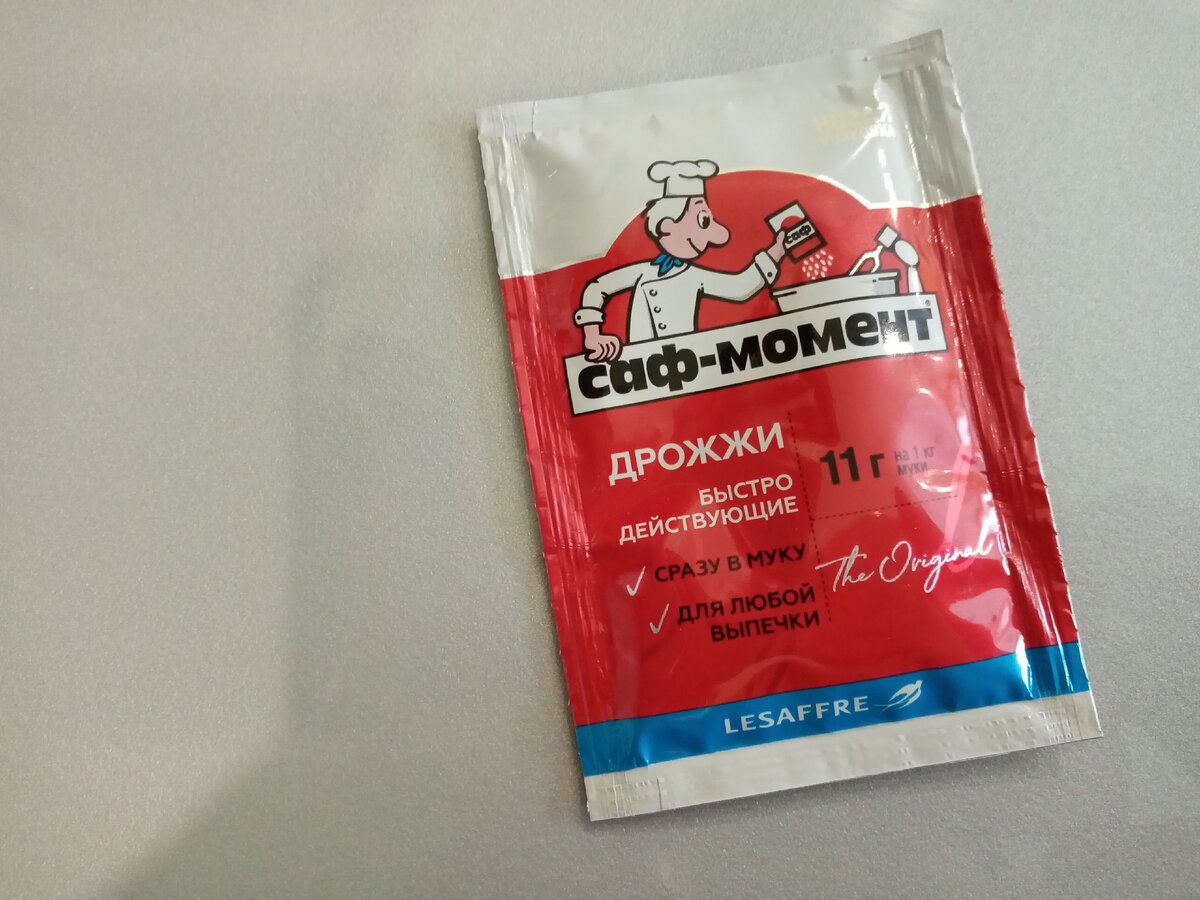 саф
саф-момент®
ДРОЖЖИ
БЫСТРО
ДЕЙСТВУЮЩИЕ
11 г
на 1 кг
муки
СРАЗУ В МУКУ
The Original
ДЛЯ ЛЮБОЙ
ВЫПЕЧКИ
LESAFFRE